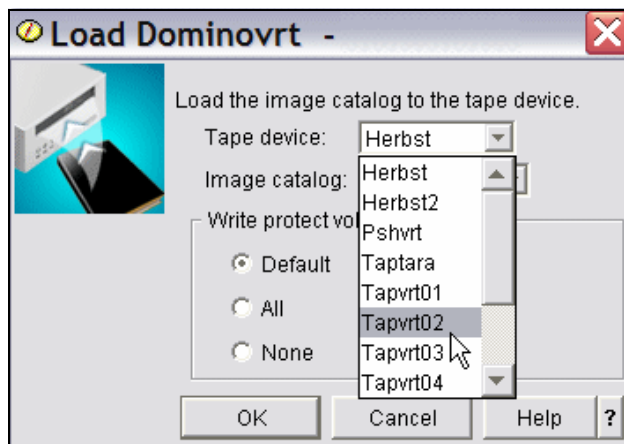 Load Dominovrt -
Load the image catalog to the tape device.
Tape device: Herbst
Herbst
Image catalog:
Herbst2
Write protect vol
Pshvrt
Default
Taptara
Tapvrt01
All
Tapvrt02
None
Tapvrt03
Tapvrt04
OK Cancel Help ?